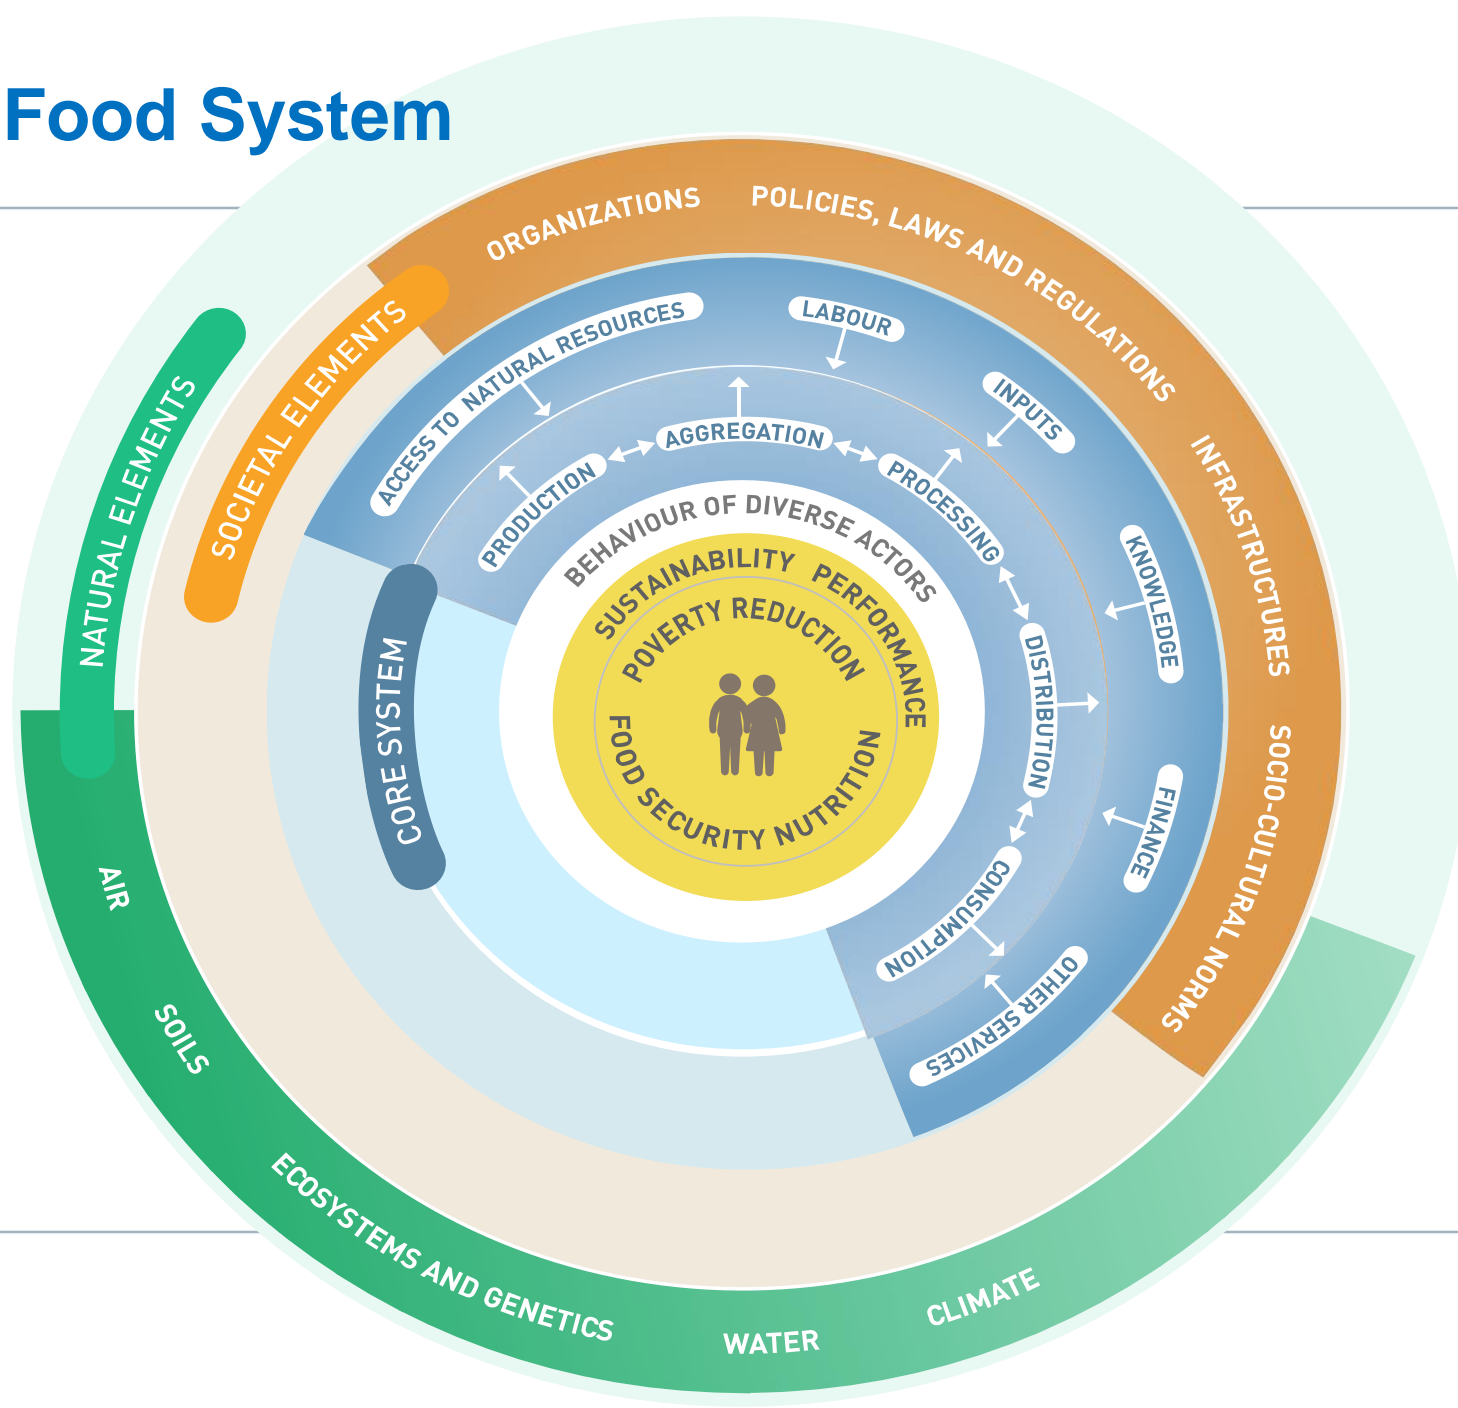 Food System
NATURAL ELEMENTS
SOCIETAL ELEMENTS
CORE SYSTEM
ORGANIZATIONS
POLICIES, LAWS AND REGULATIONS
INFRASTRUCTURES
SOCIO-CULTURAL NORMS
ACCESS TO NATURAL RESOURCES
LABOUR
INPUTS
KNOWLEDGE
FINANCE
OTHER SERVICES
PRODUCTION
AGGREGATION
PROCESSING
DISTRIBUTION
CONSUMPTION
BEHAVIOUR OF DIVERSE ACTORS
SUSTAINABILITY PERFORMANCE
POVERTY REDUCTION
FOOD SECURITY NUTRITION
AIR
SOILS
ECOSYSTEMS AND GENETICS
WATER
CLIMATE